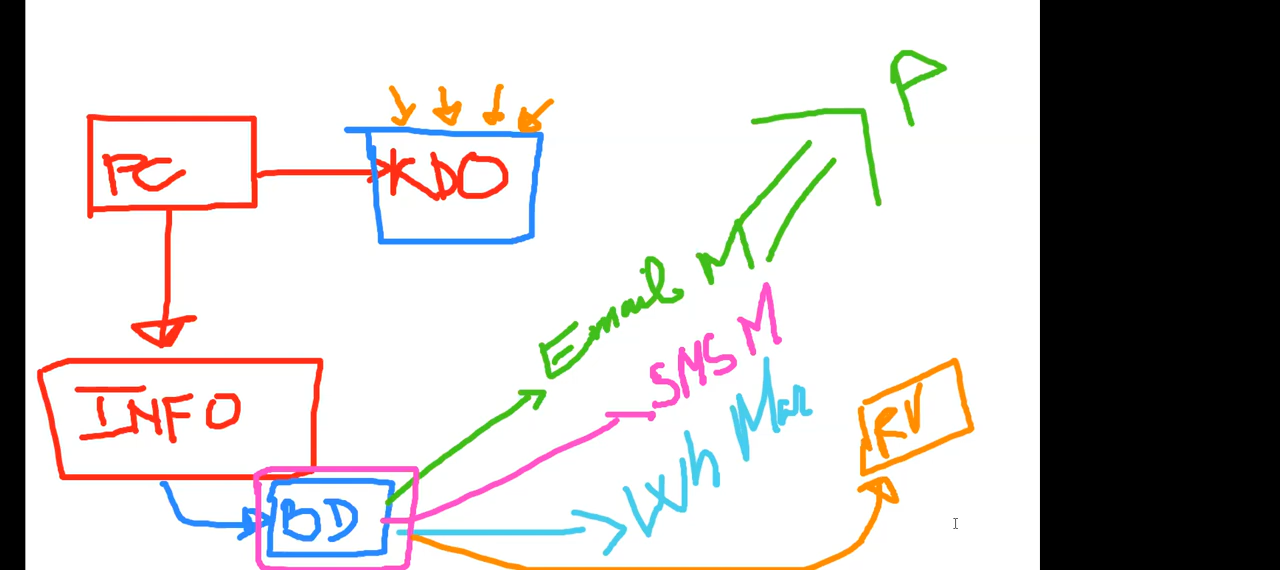 P
PC
KDO
Email M
SMS M
INFO
Wh Mar
RV
BD